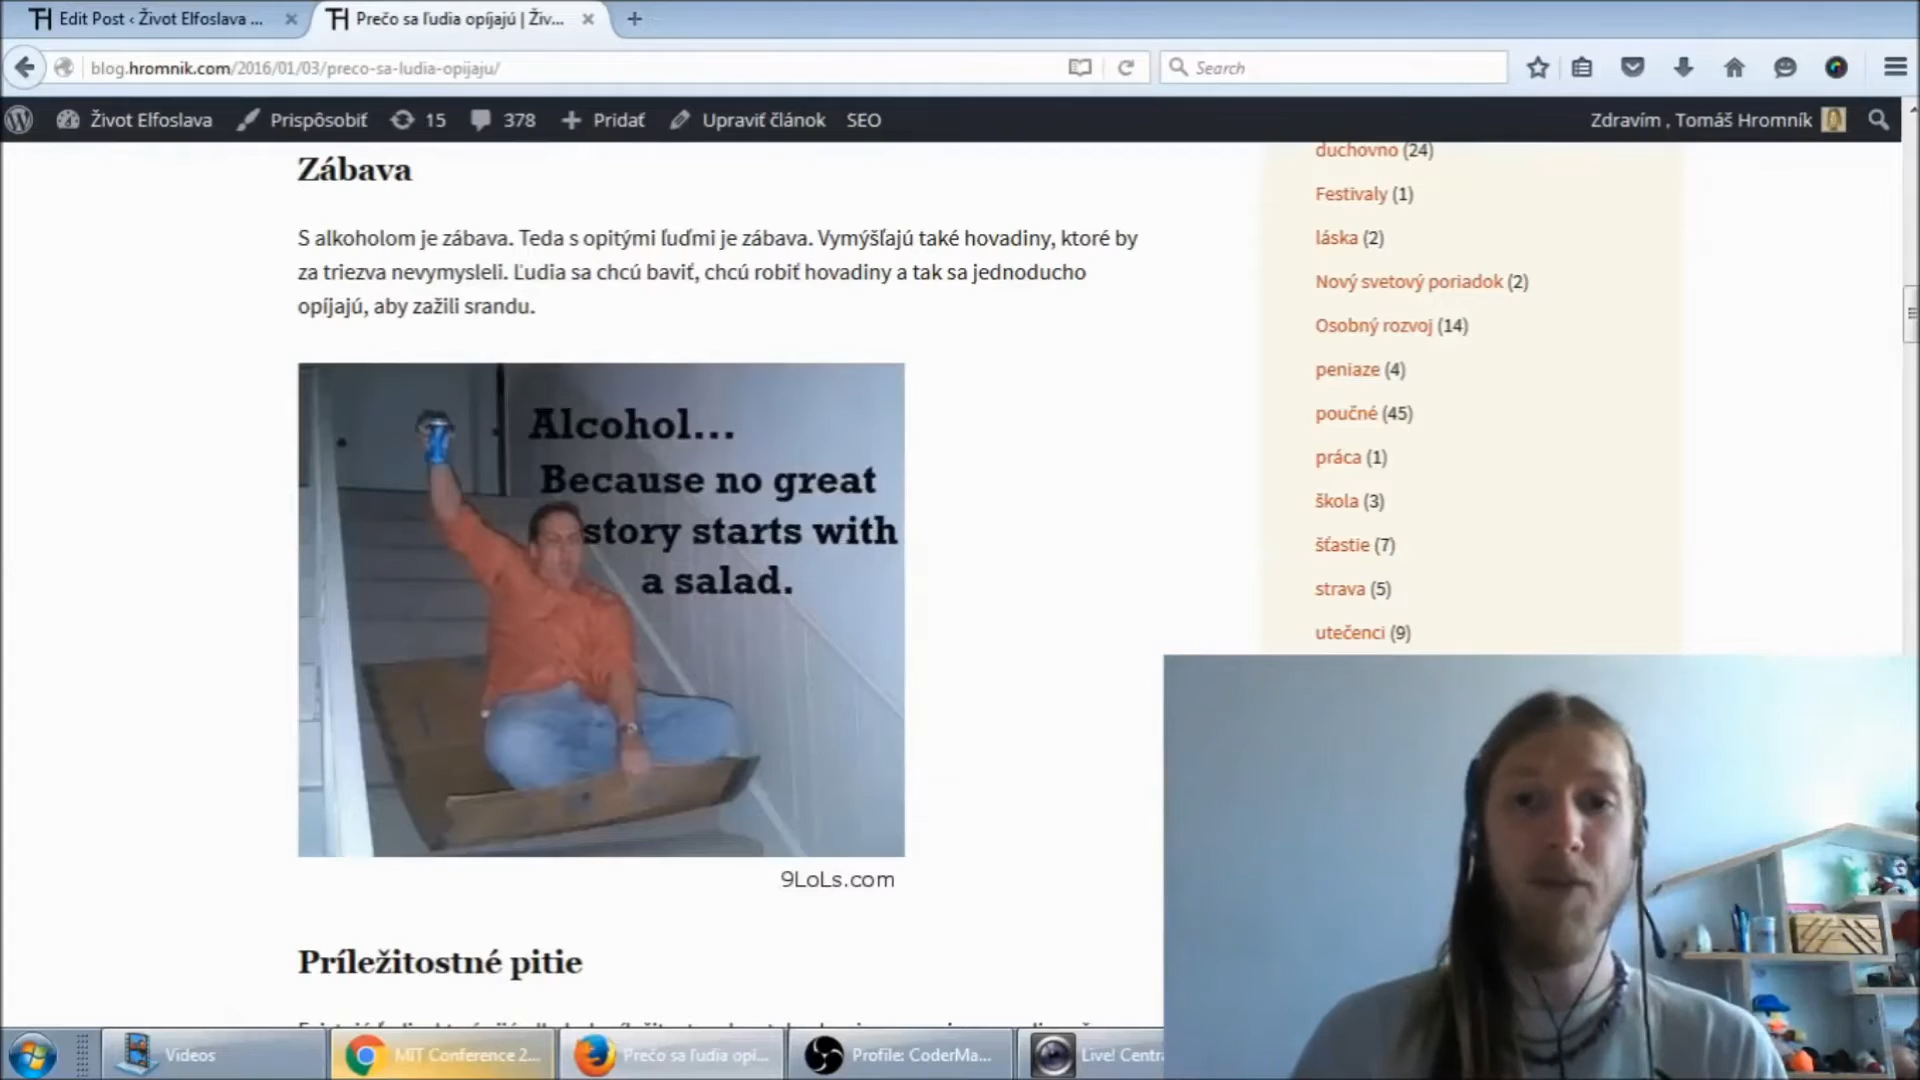 Edit Post ‹ Život Elfoslava ...
Prečo sa ľudia opíjajú | Živ...
blog.hromnik.com/2016/01/03/preco-sa-ludia-opijaju/
Search
Život Elfoslava
Prispôsobiť
15
378
Pridať
Upraviť článok
SEO
Zdravím , Tomáš Hromník
Zábava
S alkoholom je zábava. Teda s opitými ľuďmi je zábava. Vymýšľajú také hovadiny, ktoré by
za triezva nevymysleli. Ľudia sa chcú baviť, chcú robiť hovadiny a tak sa jednoducho
opíjajú, aby zažili srandu.
Alcohol...
Because no great
story starts with
a salad.
9LoLs.com
Príležitostné pitie
duchovno (24)
Festivaly (1)
láska (2)
Nový svetový poriadok (2)
Osobný rozvoj (14)
peniaze (4)
poučné (45)
práca (1)
škola (3)
šťastie (7)
strava (5)
utečenci (9)
Videos
MIT Conference 2...
Prečo sa ľudia opí...
Profile: CoderMa...
Live! Centra